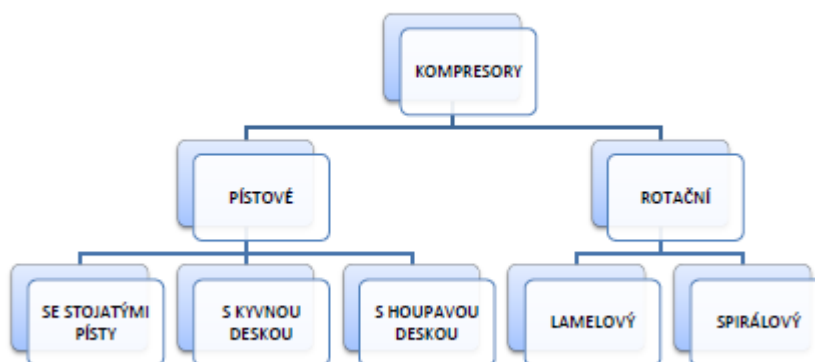 KOMPRESORY
PÍSTOVÉ
ROTAČNÍ
SE STOJATÝMI
PÍSTY
S KYVNOU
DESKOU
S HOUPAVOU
DESKOU
LAMELOVÝ
SPIRÁLOVÝ